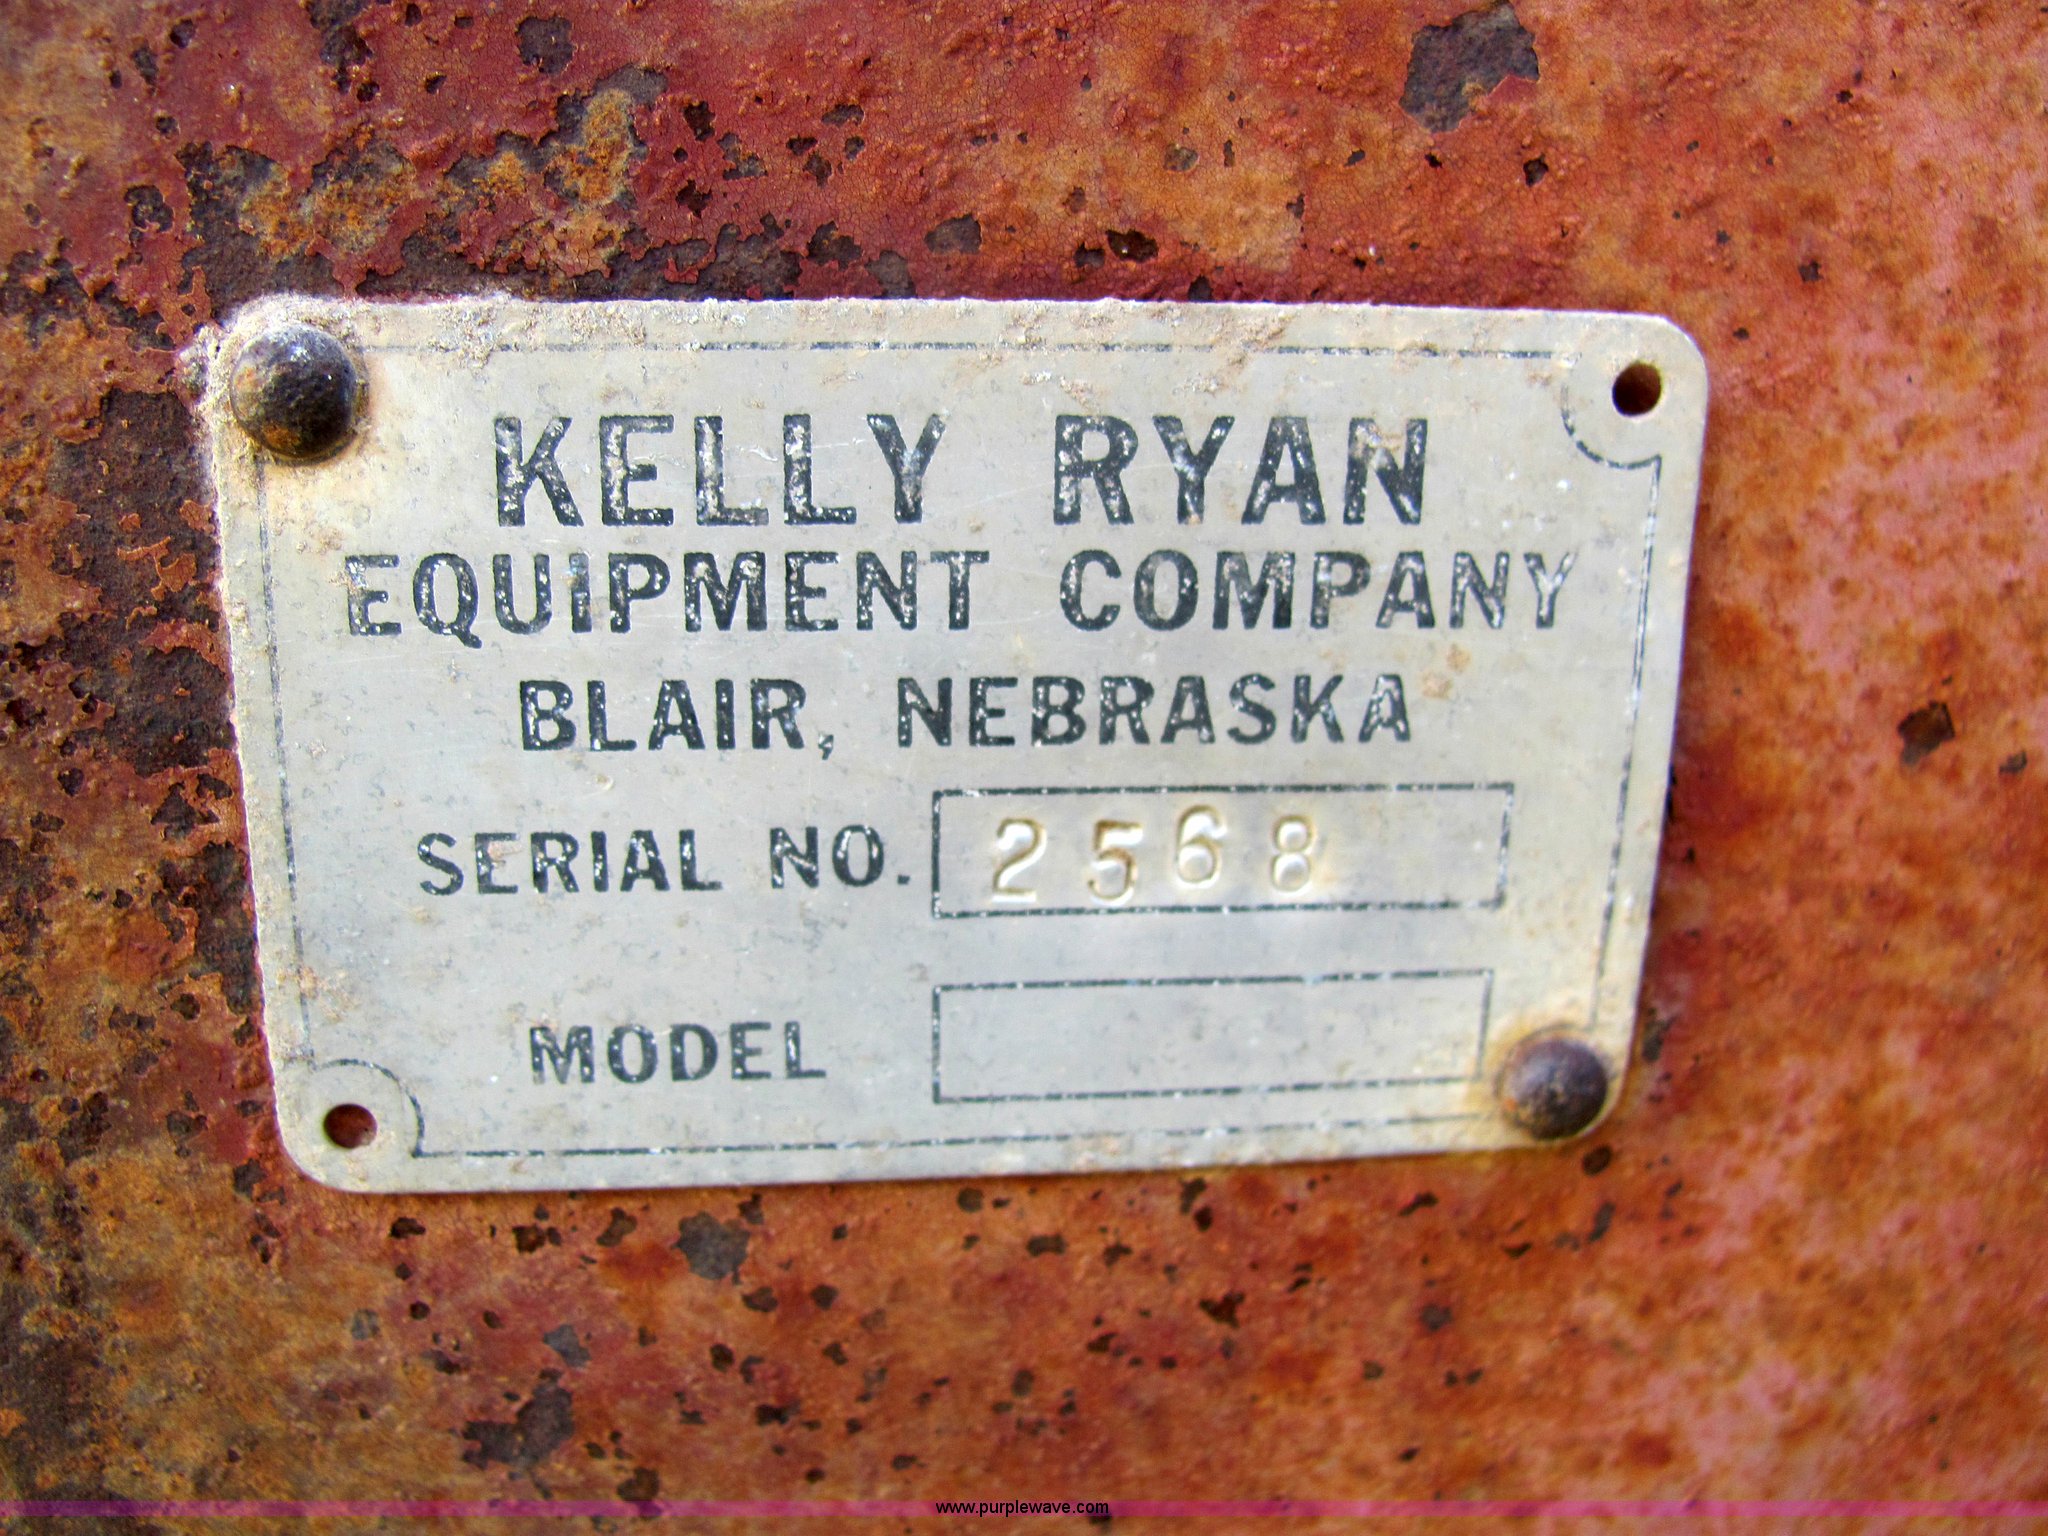 KELLY RYAN
EQUIPMENT COMPANY
BLAIR, NEBRASKA
SERIAL NO. 2568
MODEL
www.purplewave.com